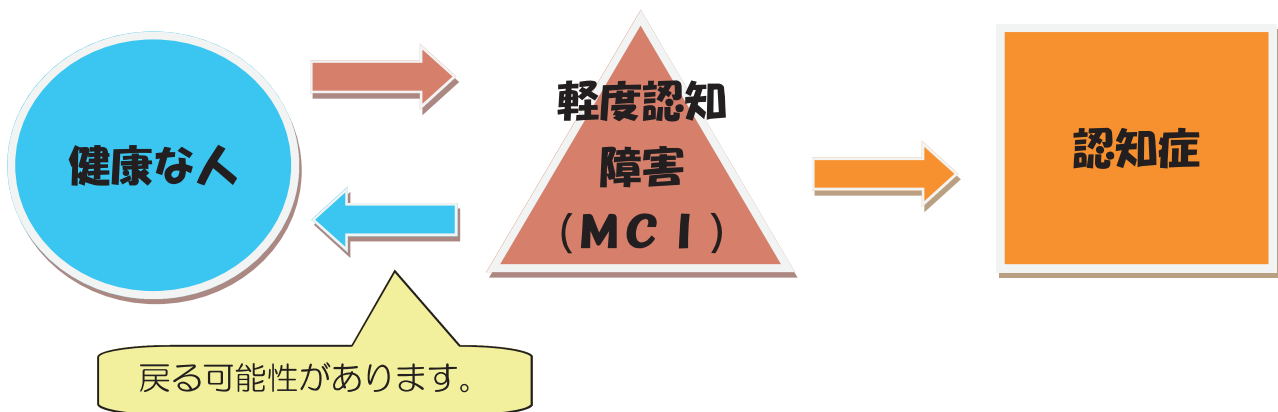 健康な人
軽度認知
障害
(MCI)
認知症
戻る可能性があります。